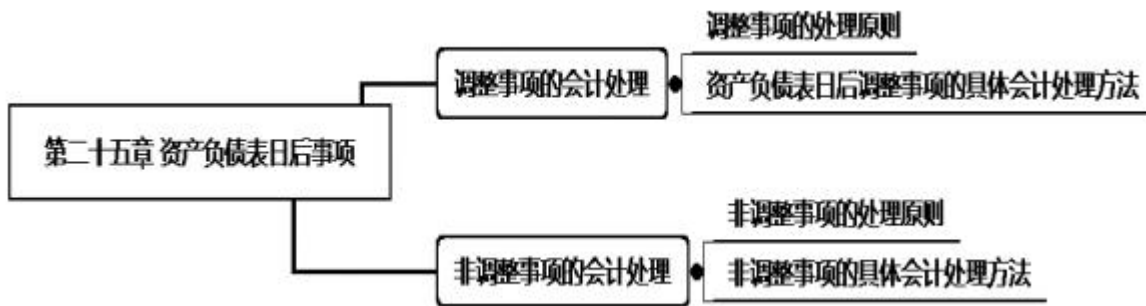 第二十五章 资产负债表日后事项
调整事项的会计处理
调整事项的处理原则
资产负债表日后调整事项的具体会计处理方法
非调整事项的会计处理
非调整事项的处理原则
非调整事项的具体会计处理方法